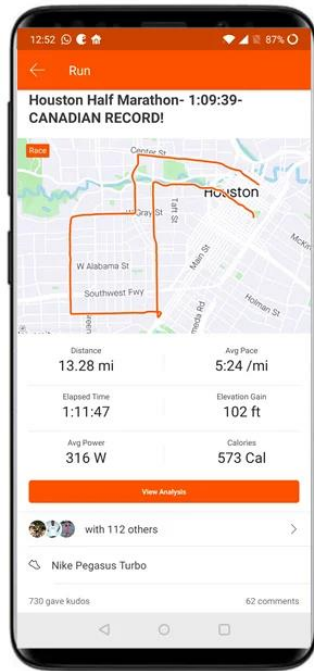 12:52 87%
Run
Houston Half Marathon- 1:09:39-
CANADIAN RECORD!
Race
Center St
Houston
W Gray St
Taft St
McKin
W Alabama St
Main St
Southwest Fwy
Holman St
meda Rd
Distance
13.28 mi
Avg Pace
5:24 /mi
Elapsed Time
1:11:47
Elevation Gain
102 ft
Avg Power
316 W
Calories
573 Cal
View Analysis
with 112 others
Nike Pegasus Turbo
730 gave kudos
62 comments